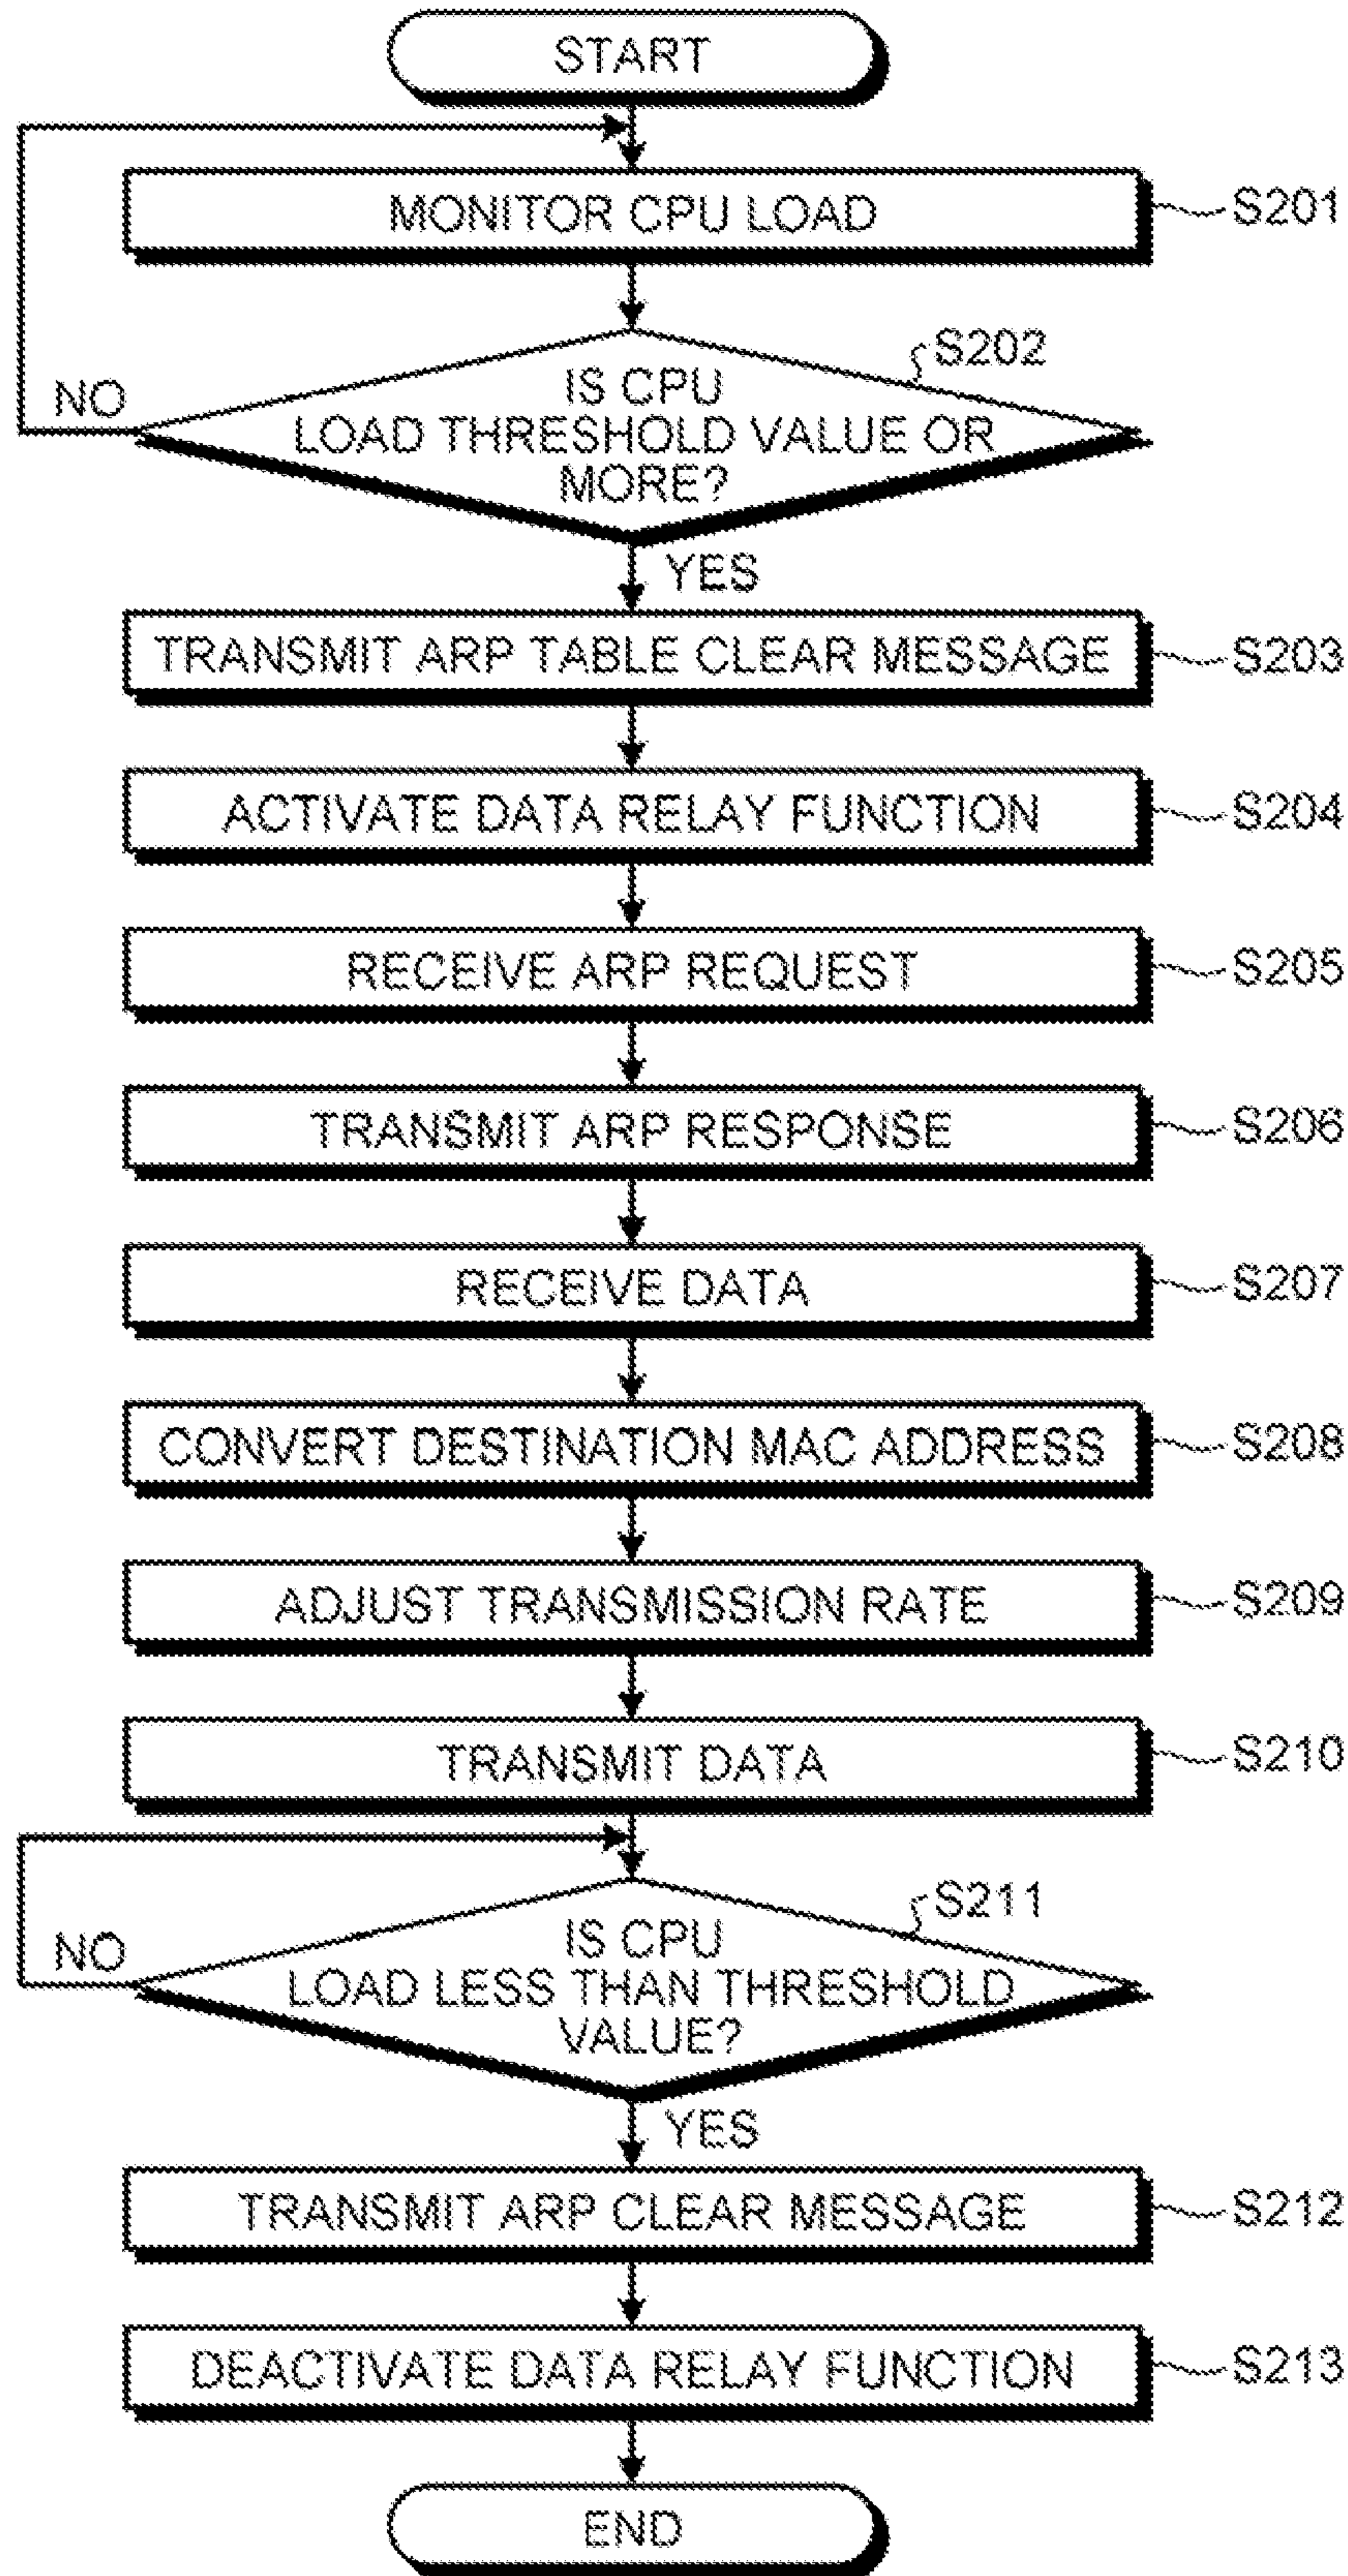 START
MONITOR CPU LOAD
S201
S202
IS CPU
LOAD THRESHOLD VALUE OR
MORE?
NO
YES
TRANSMIT ARP TABLE CLEAR MESSAGE
S203
ACTIVATE DATA RELAY FUNCTION
S204
RECEIVE ARP REQUEST
S205
TRANSMIT ARP RESPONSE
S206
RECEIVE DATA
S207
CONVERT DESTINATION MAC ADDRESS
S208
ADJUST TRANSMISSION RATE
S209
TRANSMIT DATA
S210
S211
IS CPU
LOAD LESS THAN THRESHOLD
VALUE?
NO
YES
TRANSMIT ARP CLEAR MESSAGE
S212
DEACTIVATE DATA RELAY FUNCTION
S213
END